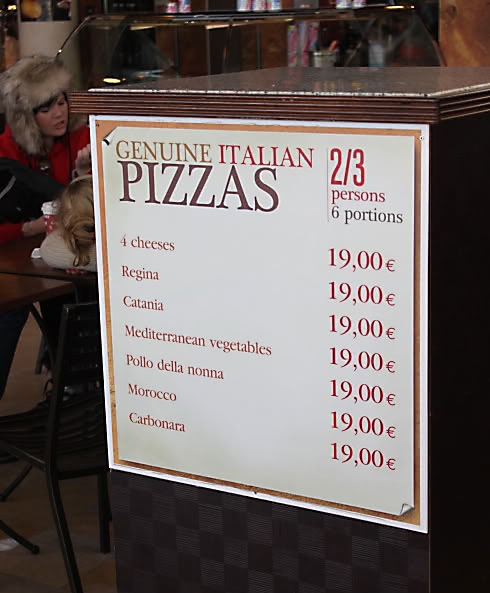 GENUINE ITALIAN
PIZZAS
2/3
persons
6 portions
4 cheeses 19,00 €
Regina 19,00 €
Catania 19,00 €
Mediterranean vegetables 19,00 €
Pollo della nonna 19,00 €
Morocco 19,00 €
Carbonara 19,00 €